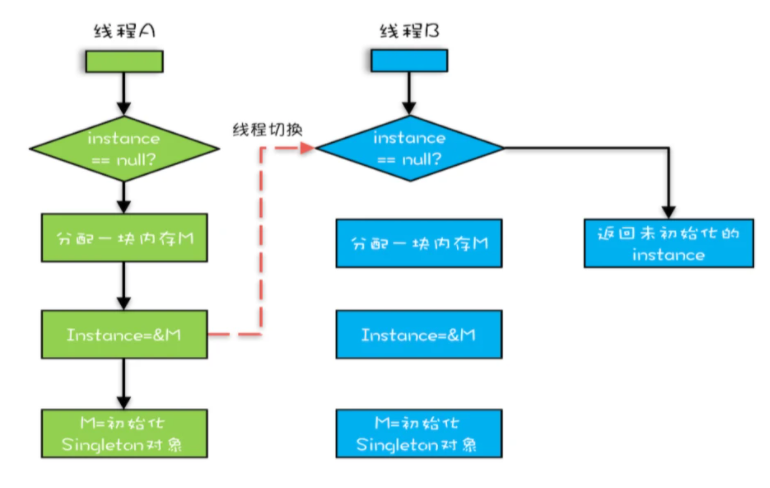 线程A
线程B
instance
== null?
线程切换
instance
== null?
分配一块内存M
分配一块内存M
返回未初始化的
instance
Instance=&M
Instance=&M
M=初始化
Singleton对象
M=初始化
Singleton对象